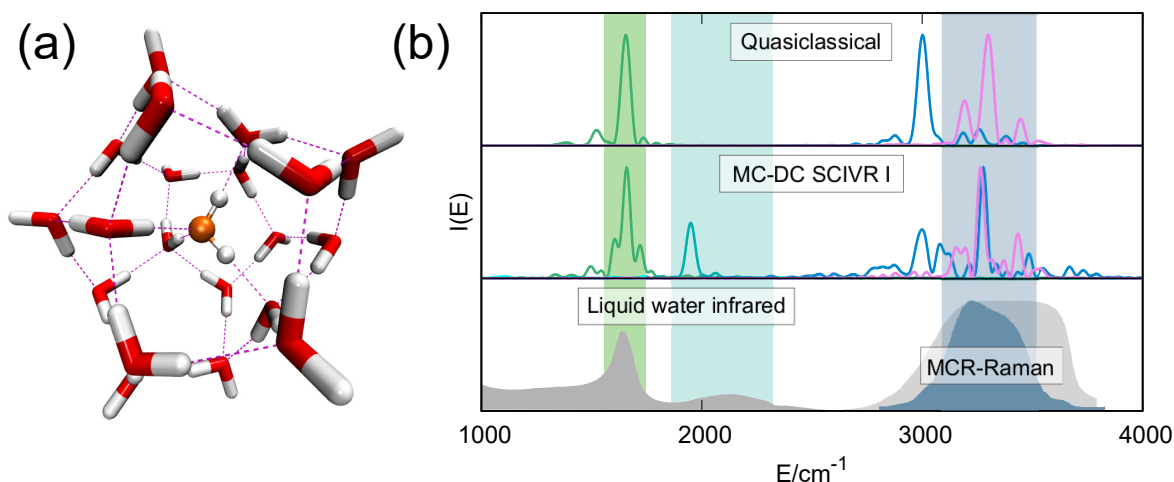 (a)
(b)
Quasiclassical
MC-DC SCIVR I
Liquid water infrared
MCR-Raman
I(E)
1000 2000 3000 4000
E/cm⁻¹